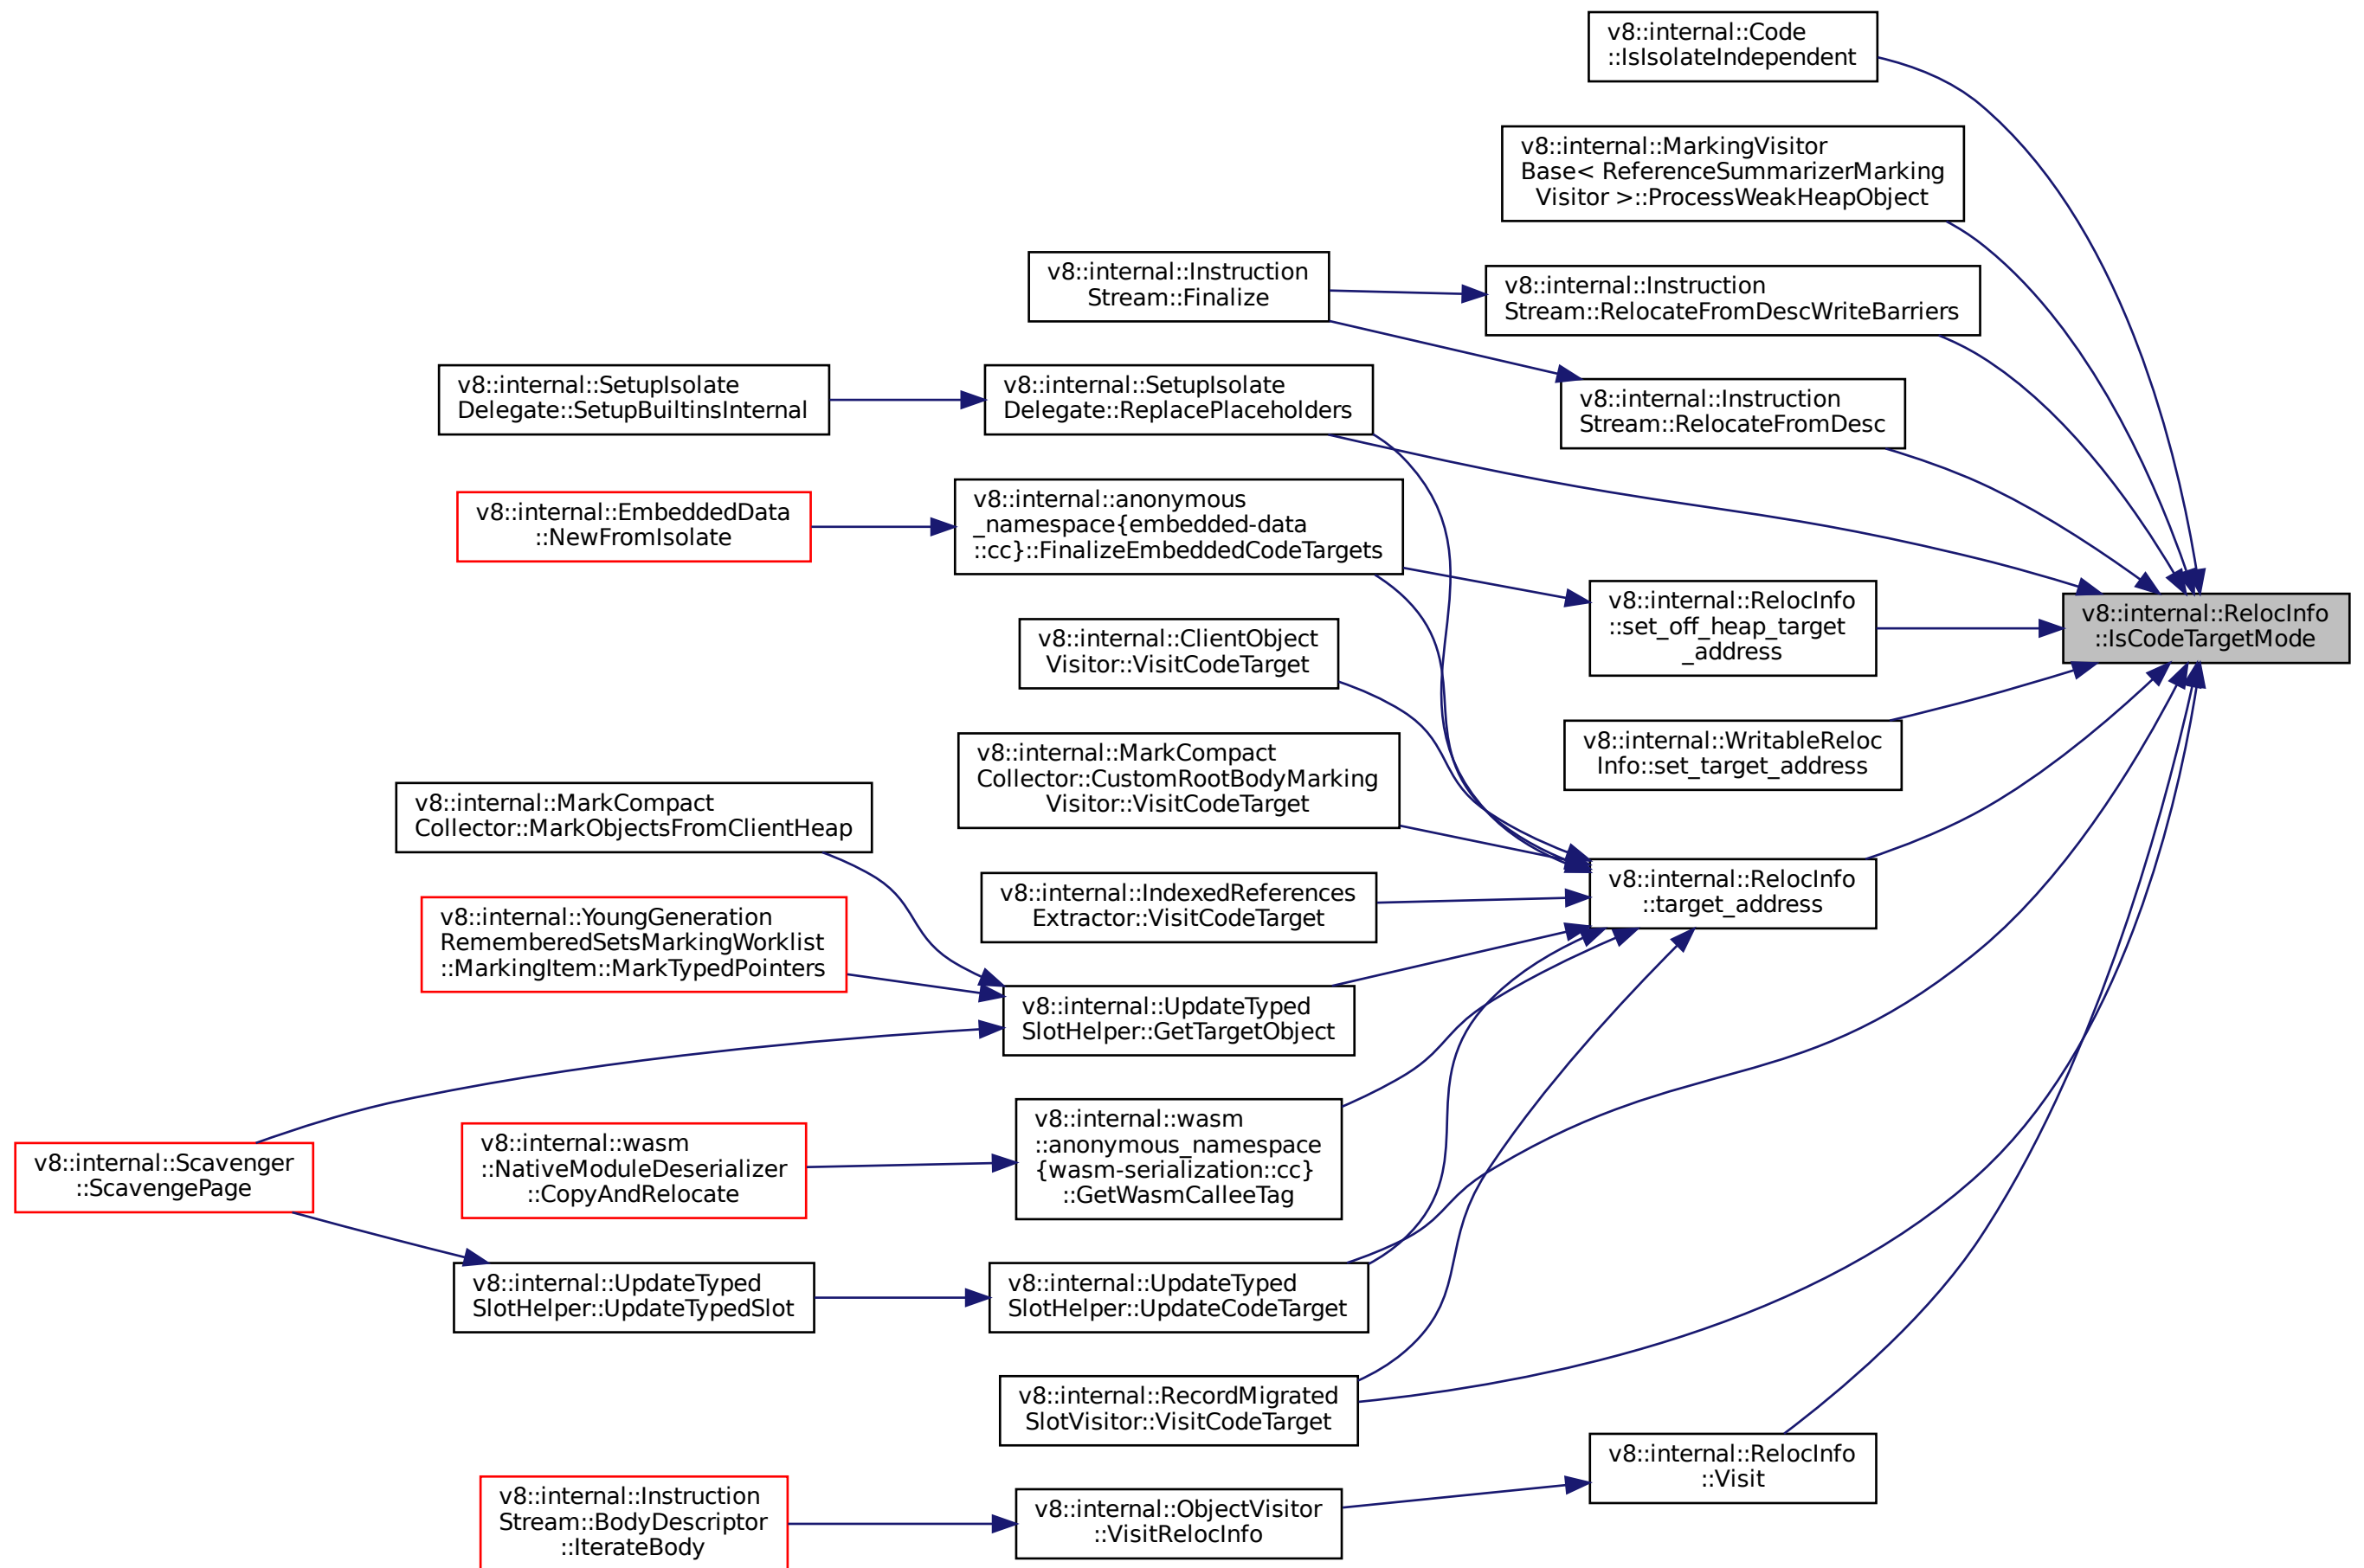 v8::internal::Code
::IsIsolateIndependent
v8::internal::MarkingVisitor
Base< ReferenceSummarizerMarking
Visitor >::ProcessWeakHeapObject
v8::internal::Instruction
Stream::Finalize
v8::internal::Instruction
Stream::RelocateFromDescWriteBarriers
v8::internal::SetupIsolate
Delegate::SetupBuiltinsInternal
v8::internal::SetupIsolate
Delegate::ReplacePlaceholders
v8::internal::Instruction
Stream::RelocateFromDesc
v8::internal::EmbeddedData
::NewFromIsolate
v8::internal::anonymous
_namespace{embedded-data
::cc}::FinalizeEmbeddedCodeTargets
v8::internal::RelocInfo
::set_off_heap_target
_address
v8::internal::RelocInfo
::IsCodeTargetMode
v8::internal::ClientObject
Visitor::VisitCodeTarget
v8::internal::WritableReloc
Info::set_target_address
v8::internal::MarkCompact
Collector::CustomRootBodyMarking
Visitor::VisitCodeTarget
v8::internal::MarkCompact
Collector::MarkObjectsFromClientHeap
v8::internal::IndexedReferences
Extractor::VisitCodeTarget
v8::internal::RelocInfo
::target_address
v8::internal::YoungGeneration
RememberedSetsMarkingWorklist
::MarkingItem::MarkTypedPointers
v8::internal::UpdateTyped
SlotHelper::GetTargetObject
v8::internal::Scavenger
::ScavengePage
v8::internal::wasm
::NativeModuleDeserializer
::CopyAndRelocate
v8::internal::wasm
::anonymous_namespace
{wasm-serialization::cc}
::GetWasmCalleeTag
v8::internal::UpdateTyped
SlotHelper::UpdateTypedSlot
v8::internal::UpdateTyped
SlotHelper::UpdateCodeTarget
v8::internal::RecordMigrated
SlotVisitor::VisitCodeTarget
v8::internal::RelocInfo
::Visit
v8::internal::Instruction
Stream::BodyDescriptor
::IterateBody
v8::internal::ObjectVisitor
::VisitRelocInfo